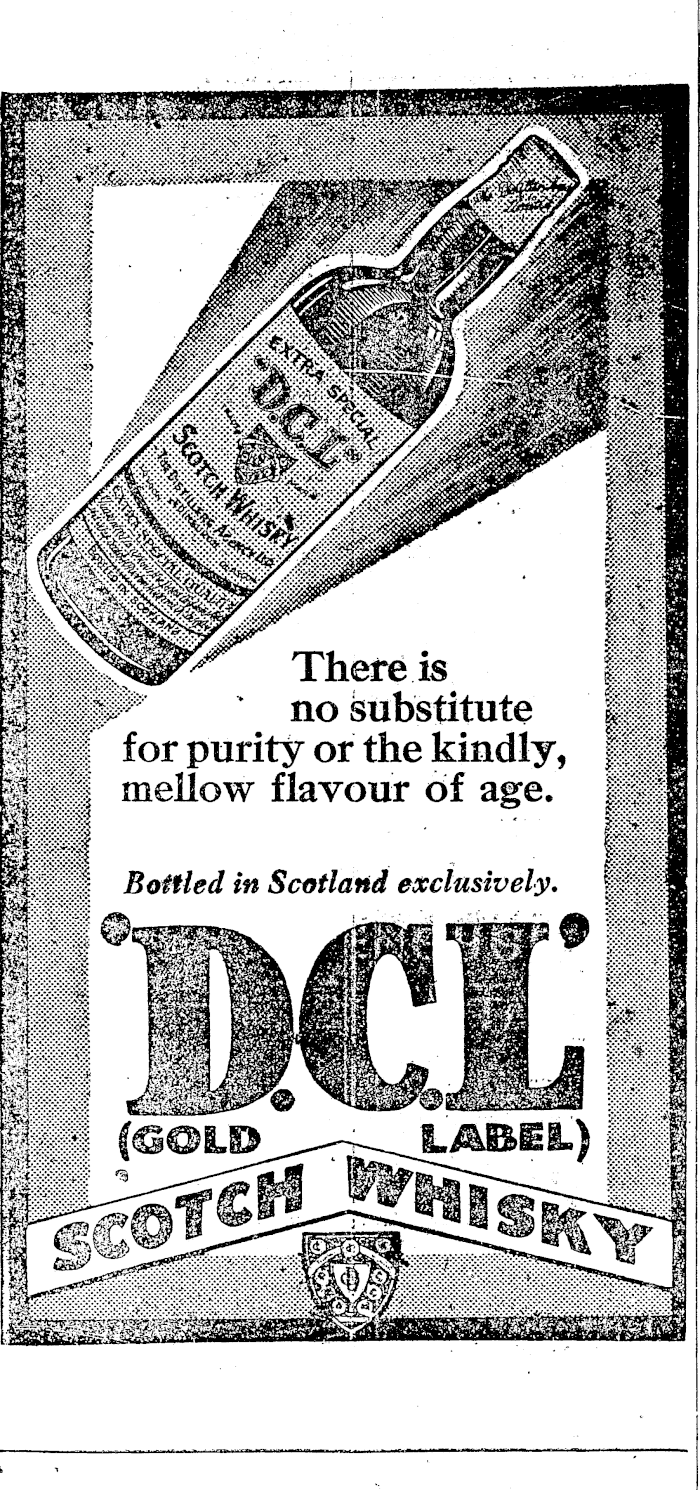 EXTRA SPECIAL
"D.C.L"
SCOTCH WHISKY
There is
no substitute
for purity or the kindly,
mellow flavour of age.
Bottled in Scotland exclusively.
'D.C.L'
(GOLD LABEL)
SCOTCH WHISKY